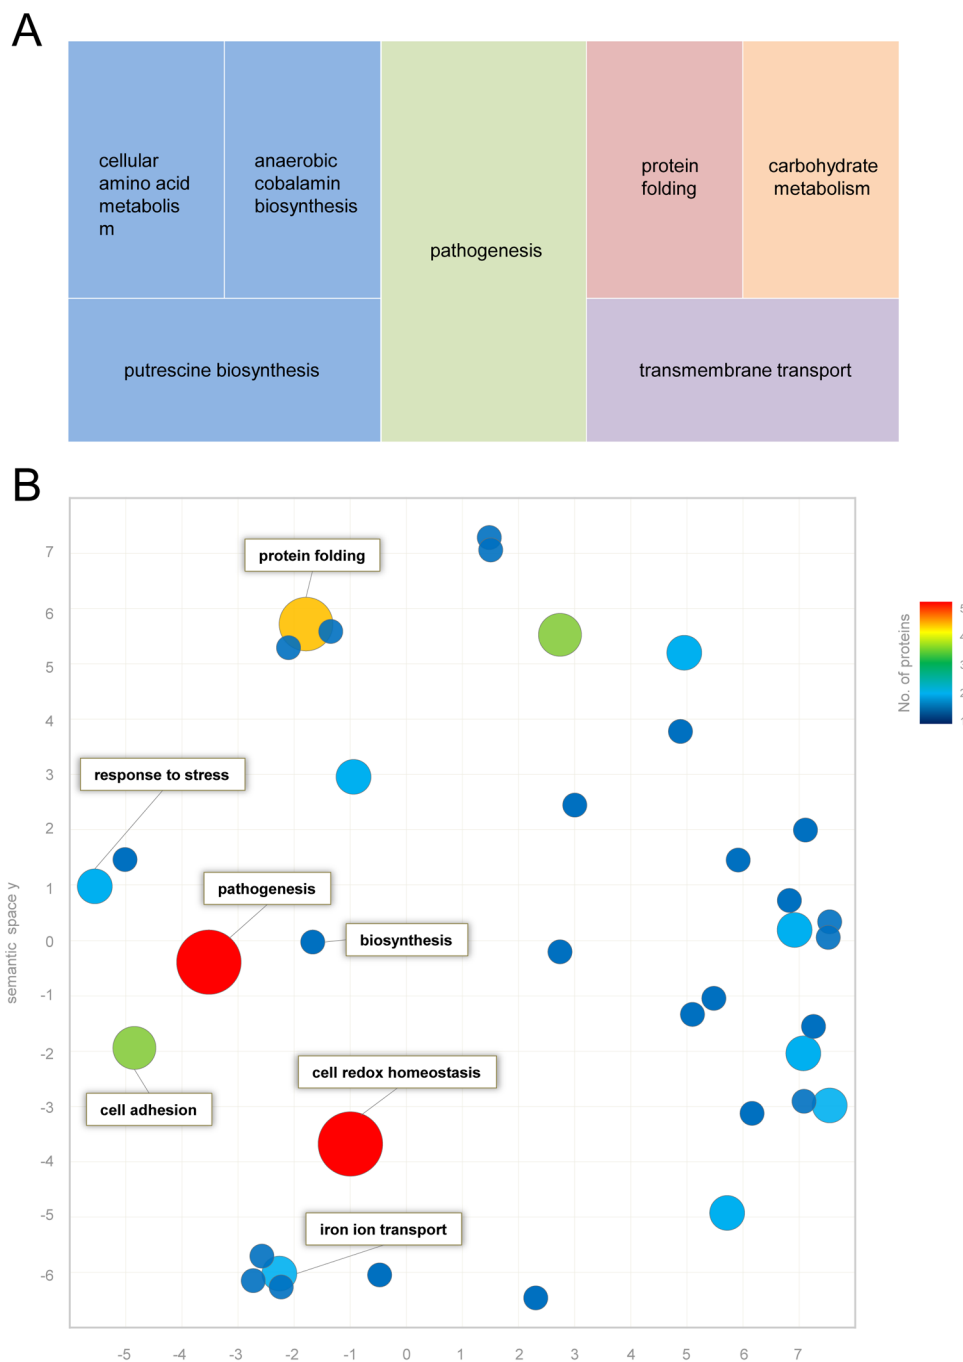 A
cellular
amino acid
metabolis
m
anaerobic
cobalamin
biosynthesis
pathogenesis
protein
folding
carbohydrate
metabolism
putrescine biosynthesis
transmembrane transport
B
protein folding
response to stress
pathogenesis
biosynthesis
cell adhesion
cell redox homeostasis
iron ion transport
semantic space y
7
6
5
4
3
2
1
0
-1
-2
-3
-4
-5
-6
-5
-4
-3
-2
-1
0
1
2
3
4
5
6
7
No. of proteins